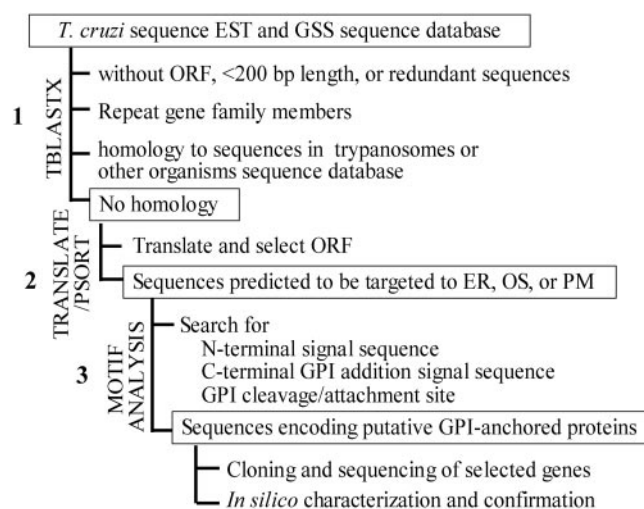 T. cruzi sequence EST and GSS sequence database
without ORF, <200 bp length, or redundant sequences
1
TBLASTX
Repeat gene family members
homology to sequences in trypanosomes or
other organisms sequence database
No homology
Translate and select ORF
2
TRANSLATE
/PSORT
Sequences predicted to be targeted to ER, OS, or PM
Search for
N-terminal signal sequence
3
MOTIF
ANALYSIS
C-terminal GPI addition signal sequence
GPI cleavage/attachment site
Sequences encoding putative GPI-anchored proteins
Cloning and sequencing of selected genes
In silico characterization and confirmation